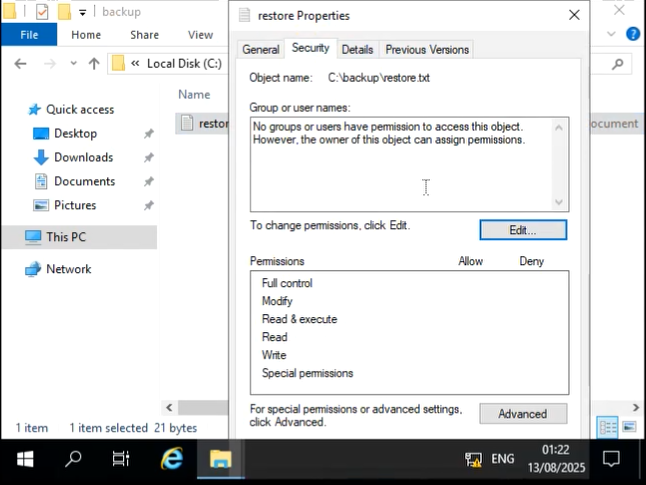 backup
restore Properties
File
Home
Share
View
Local Disk (C:)
General
Security
Details
Previous Versions
Object name: C:\backup\restore.txt
Name
Group or user names:
No groups or users have permission to access this object.
However, the owner of this object can assign permissions.
restor
ocument
Quick access
Desktop
Downloads
Documents
Pictures
This PC
Network
To change permissions, click Edit.
Edit...
Permissions
Allow
Deny
Full control
Modify
Read & execute
Read
Write
Special permissions
For special permissions or advanced settings,
click Advanced.
Advanced
1 item
1 item selected 21 bytes
ENG
01:22
13/08/2025